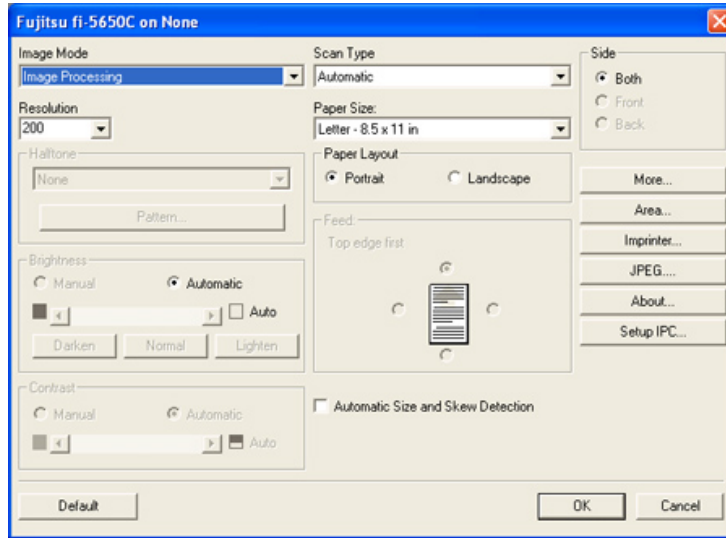 Fujitsu fi-5650C on None
Image Mode
Image Processing
Scan Type
Automatic
Side
Both
Front
Back
Resolution
200
Paper Size:
Letter - 8.5 x 11 in
Halftone
None
Pattern...
Paper Layout
Portrait
Landscape
More...
Area...
Imprinter...
JPEG....
About...
Setup IPC...
Feed:
Top edge first
Brightness
Manual
Automatic
Auto
Darken
Normal
Lighten
Contrast
Manual
Automatic
Auto
Automatic Size and Skew Detection
Default
OK
Cancel